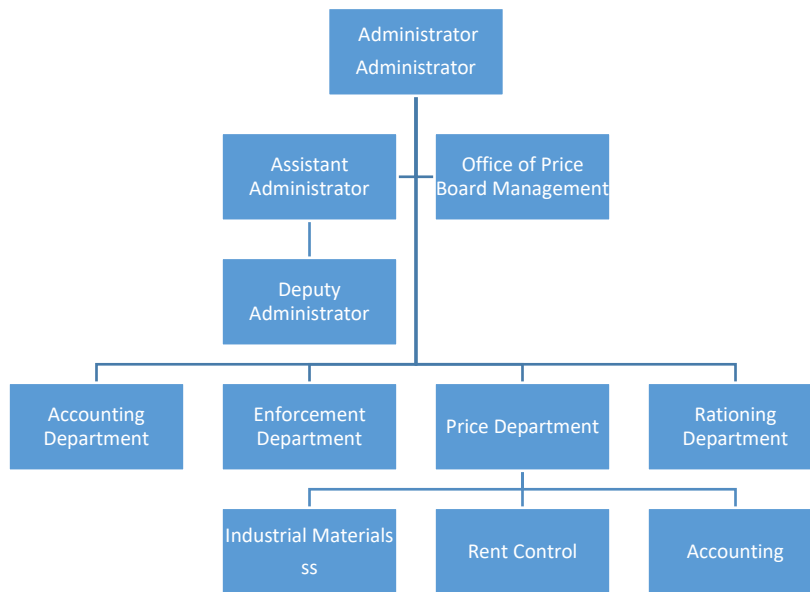 Administrator
Administrator
Assistant
Administrator
Office of Price
Board Management
Deputy
Administrator
Accounting
Department
Enforcement
Department
Price Department
Rationing
Department
Industrial Materials
ss
Rent Control
Accounting